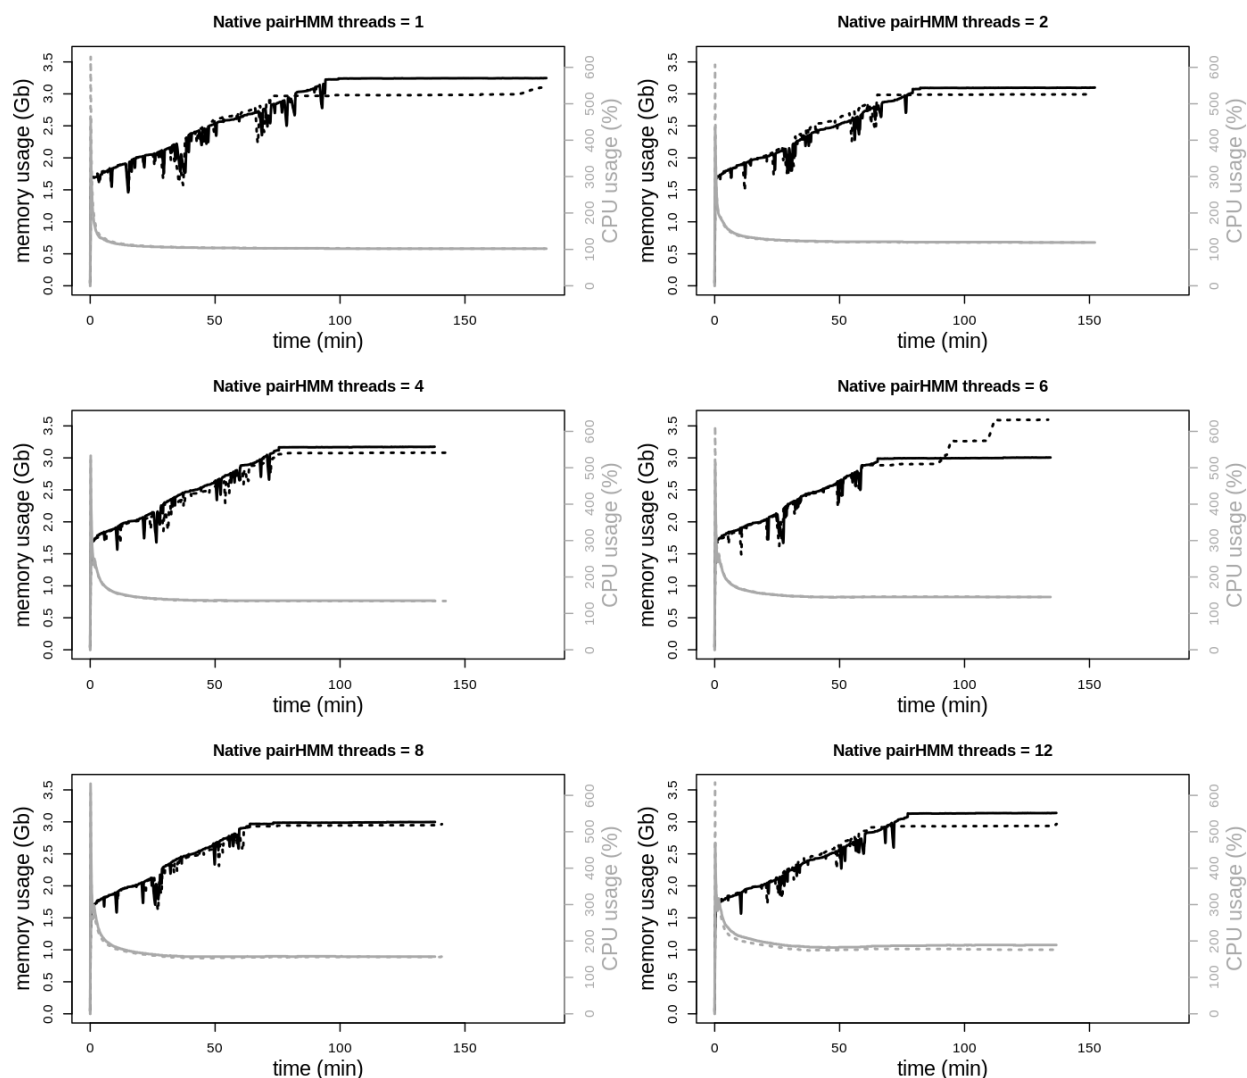 Native pairHMM threads = 1
memory usage (Gb)
0.0 0.5 1.0 1.5 2.0 2.5 3.0 3.5
CPU usage (%)
0 100 200 300 400 500 600
0 50 100 150
time (min)
Native pairHMM threads = 2
memory usage (Gb)
0.0 0.5 1.0 1.5 2.0 2.5 3.0 3.5
CPU usage (%)
0 100 200 300 400 500 600
0 50 100 150
time (min)
Native pairHMM threads = 4
memory usage (Gb)
0.0 0.5 1.0 1.5 2.0 2.5 3.0 3.5
CPU usage (%)
0 100 200 300 400 500 600
0 50 100 150
time (min)
Native pairHMM threads = 6
memory usage (Gb)
0.0 0.5 1.0 1.5 2.0 2.5 3.0 3.5
CPU usage (%)
0 100 200 300 400 500 600
0 50 100 150
time (min)
Native pairHMM threads = 8
memory usage (Gb)
0.0 0.5 1.0 1.5 2.0 2.5 3.0 3.5
CPU usage (%)
0 100 200 300 400 500 600
0 50 100 150
time (min)
Native pairHMM threads = 12
memory usage (Gb)
0.0 0.5 1.0 1.5 2.0 2.5 3.0 3.5
CPU usage (%)
0 100 200 300 400 500 600
0 50 100 150
time (min)